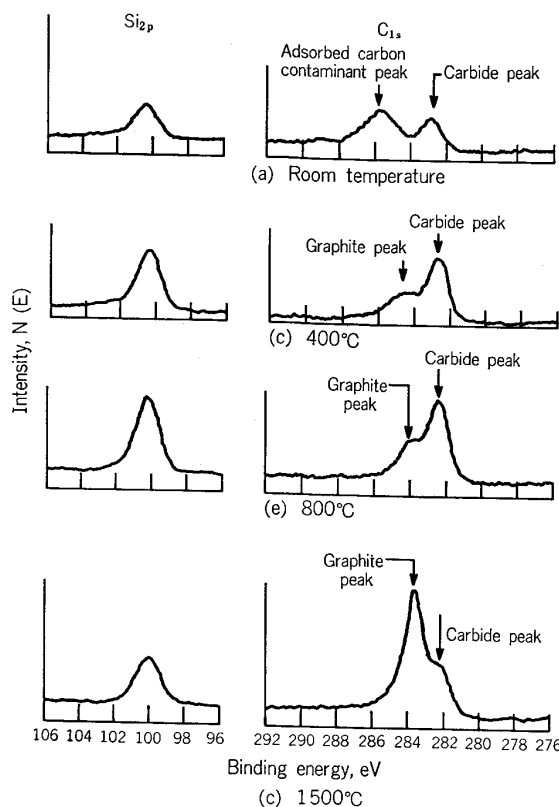 Si2p
C1s
Adsorbed carbon
contaminant peak
Carbide peak
(a) Room temperature
Carbide peak
Graphite peak
(c) 400℃
Carbide peak
Graphite
peak
(e) 800℃
Graphite
peak
Carbide peak
Intensity, N (E)
106 104 102 100 98 96
292 290 288 286 284 282 280 278 276
Binding energy, eV
(c) 1500℃